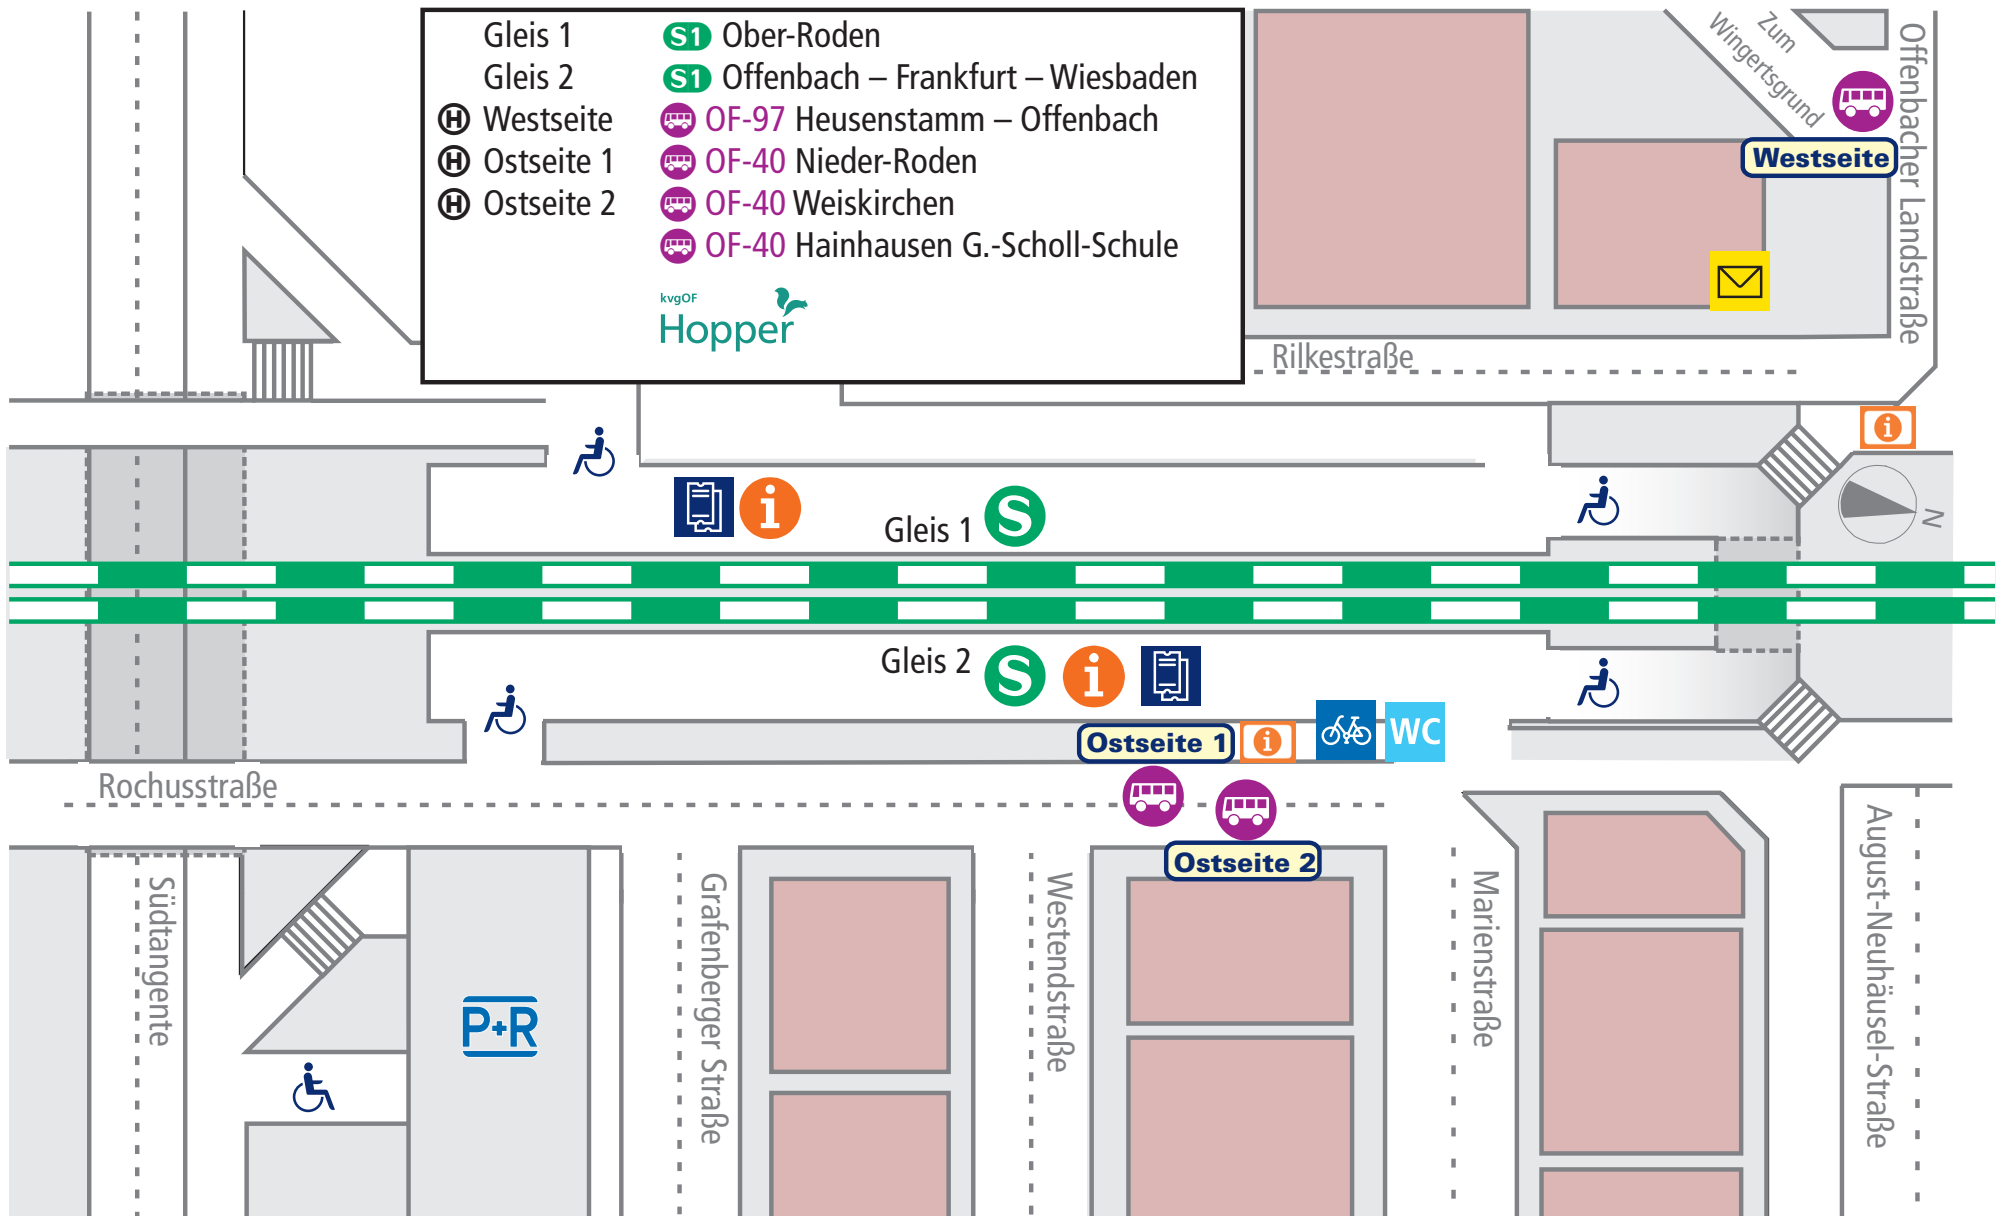 Gleis 1 S1 Ober-Roden
Gleis 2 S1 Offenbach – Frankfurt – Wiesbaden
H Westseite OF-97 Heusenstamm – Offenbach
H Ostseite 1 OF-40 Nieder-Roden
H Ostseite 2 OF-40 Weiskirchen
OF-40 Hainhausen G.-Scholl-Schule
kvgOF
Hopper
Zum
Wingertsgrund
Offenbacher Landstraße
Westseite
Rilkestraße
i
i
Gleis 1 S
N
Gleis 2 S i
Ostseite 1 i WC
Rochusstraße
Ostseite 2
Südtangente
P+R
Grafenberger Straße
Westendstraße
Marienstraße
August-Neuhäusel-Straße